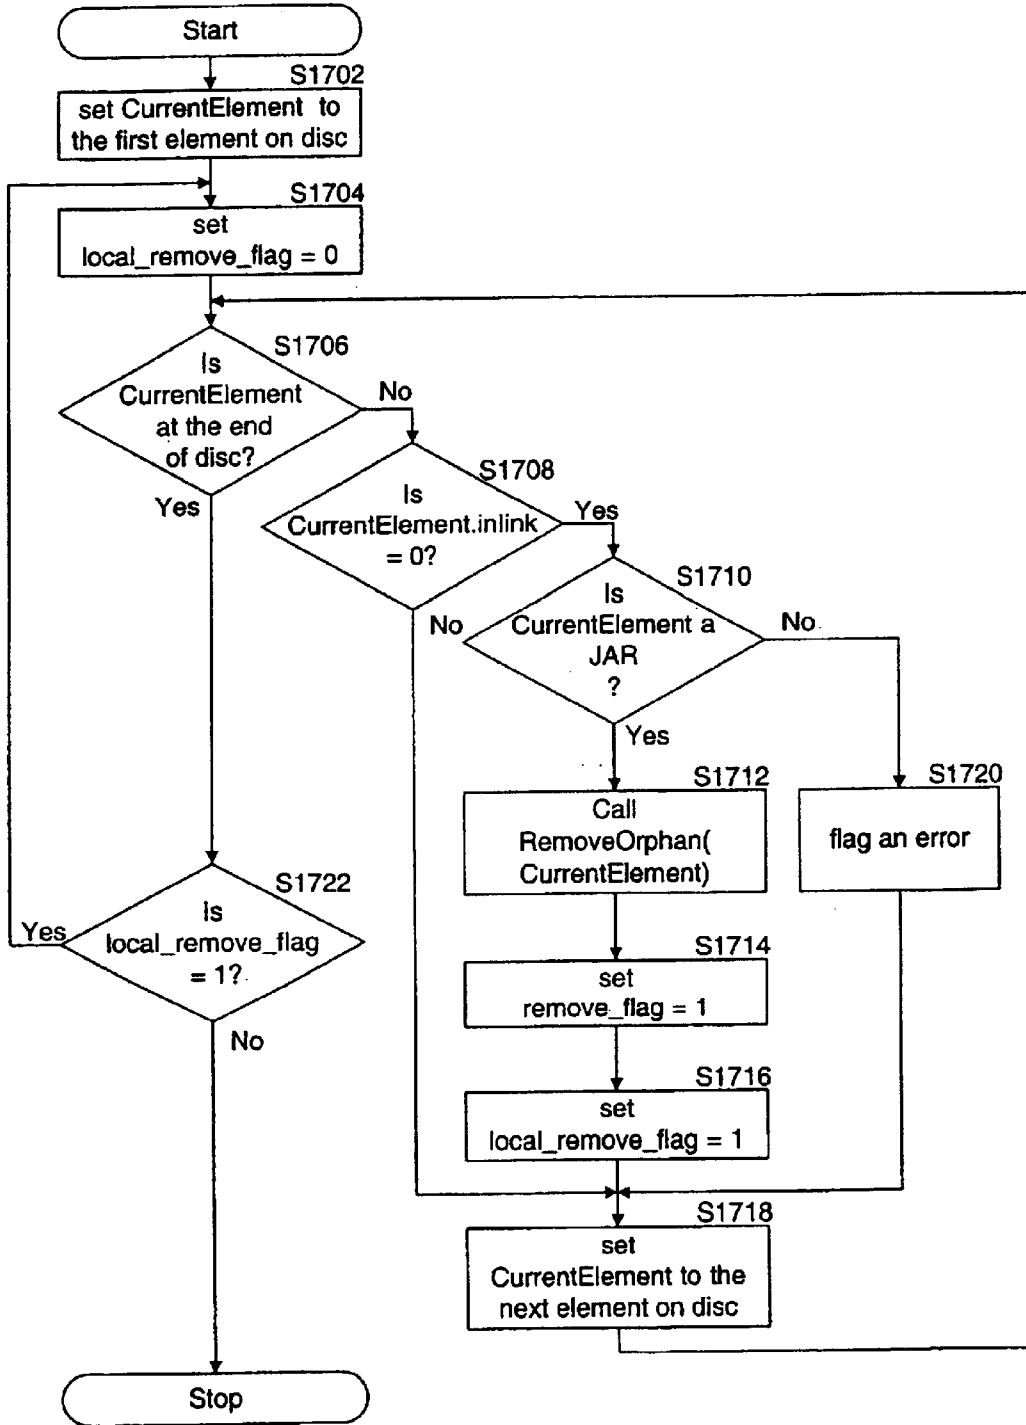 Start
S1702
set CurrentElement to
the first element on disc
S1704
set
local_remove_flag = 0
S1706
Is
CurrentElement
at the end
of disc?
No
Yes
S1708
Is
CurrentElement.inlink
= 0?
Yes
No
S1710
Is
CurrentElement a
JAR
?
No
Yes
S1712
Call
RemoveOrphan(
CurrentElement)
S1720
flag an error
S1714
set
remove_flag = 1
S1716
set
local_remove_flag = 1
S1718
set
CurrentElement to the
next element on disc
S1722
Is
local_remove_flag
= 1?
Yes
No
Stop